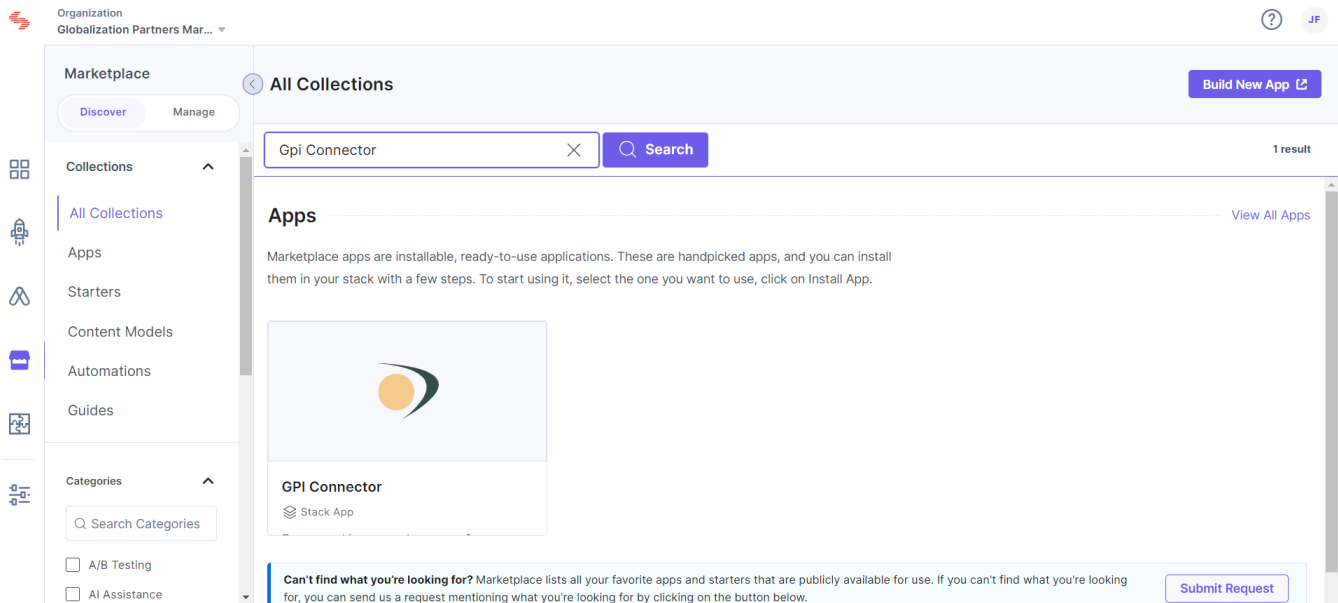 Organization
Globalization Partners Mar...
JF
Marketplace
Discover
Manage
Collections
All Collections
Apps
Starters
Content Models
Automations
Guides
Categories
Search Categories
A/B Testing
AI Assistance
All Collections
Build New App
Gpi Connector
Search
1 result
Apps
View All Apps
Marketplace apps are installable, ready-to-use applications. These are handpicked apps, and you can install
them in your stack with a few steps. To start using it, select the one you want to use, click on Install App.
GPI Connector
Stack App
Can't find what you're looking for? Marketplace lists all your favorite apps and starters that are publicly available for use. If you can't find what you're looking
for, you can send us a request mentioning what you're looking for by clicking on the button below.
Submit Request